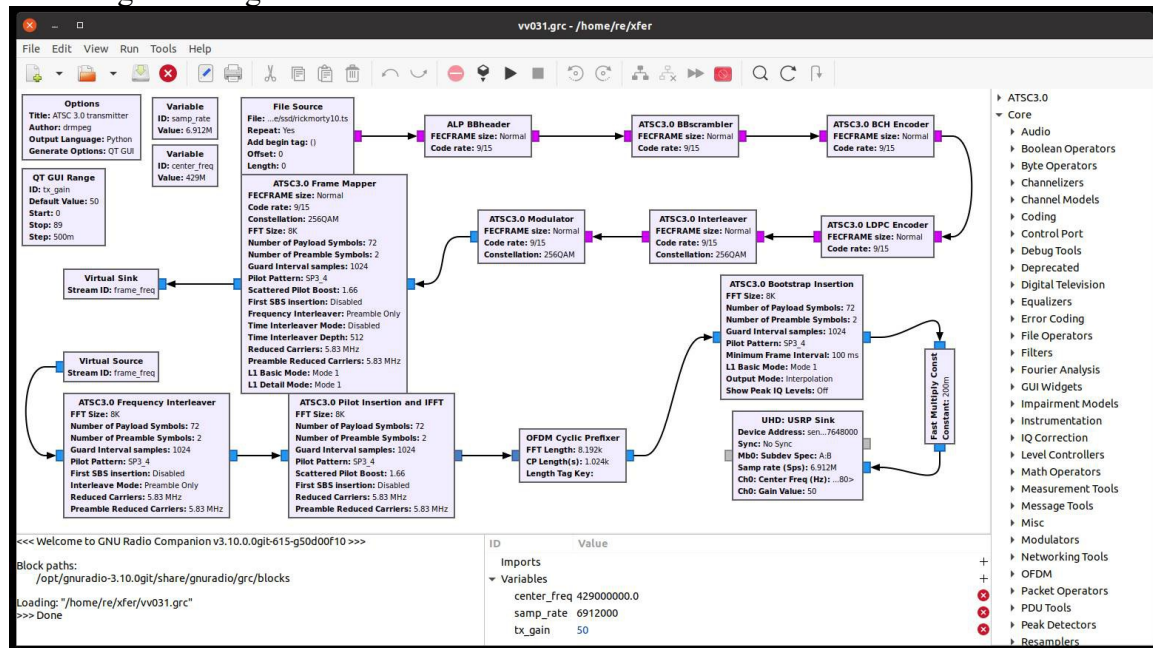 vv031.grc - /home/re/xfer
File Edit View Run Tools Help
Options
Title: ATSC 3.0 transmitter
Author: drmpeg
Output Language: Python
Generate Options: QT GUI
Variable
ID: samp_rate
Value: 6.912M
Variable
ID: center_freq
Value: 429M
QT GUI Range
ID: tx_gain
Default Value: 50
Start: 0
Stop: 89
Step: 500m
File Source
File: ...e/ssd/rickmorty10.ts
Repeat: Yes
Add begin tag: ()
Offset: 0
Length: 0
ALP BBheader
FECFRAME size: Normal
Code rate: 9/15
ATSC3.0 BBscrambler
FECFRAME size: Normal
Code rate: 9/15
ATSC3.0 BCH Encoder
FECFRAME size: Normal
Code rate: 9/15
ATSC3.0 LDPC Encoder
FECFRAME size: Normal
Code rate: 9/15
ATSC3.0 Interleaver
FECFRAME size: Normal
Code rate: 9/15
Constellation: 256QAM
ATSC3.0 Modulator
FECFRAME size: Normal
Code rate: 9/15
Constellation: 256QAM
ATSC3.0 Frame Mapper
FECFRAME size: Normal
Code rate: 9/15
Constellation: 256QAM
FFT Size: 8K
Number of Payload Symbols: 72
Number of Preamble Symbols: 2
Guard Interval samples: 1024
Pilot Pattern: SP3_4
Scattered Pilot Boost: 1.66
First SBS insertion: Disabled
Frequency Interleaver: Preamble Only
Time Interleaver Mode: Disabled
Time Interleaver Depth: 512
Reduced Carriers: 5.83 MHz
Preamble Reduced Carriers: 5.83 MHz
L1 Basic Mode: Mode 1
L1 Detail Mode: Mode 1
Virtual Sink
Stream ID: frame_freq
Virtual Source
Stream ID: frame_freq
ATSC3.0 Frequency Interleaver
FFT Size: 8K
Number of Payload Symbols: 72
Number of Preamble Symbols: 2
Guard Interval samples: 1024
Pilot Pattern: SP3_4
First SBS insertion: Disabled
Interleave Mode: Preamble Only
Reduced Carriers: 5.83 MHz
Preamble Reduced Carriers: 5.83 MHz
ATSC3.0 Pilot Insertion and IFFT
FFT Size: 8K
Number of Payload Symbols: 72
Number of Preamble Symbols: 2
Guard Interval samples: 1024
Pilot Pattern: SP3_4
Scattered Pilot Boost: 1.66
First SBS insertion: Disabled
Reduced Carriers: 5.83 MHz
Preamble Reduced Carriers: 5.83 MHz
OFDM Cyclic Prefixer
FFT Length: 8.192k
CP Length(s): 1.024k
Length Tag Key:
ATSC3.0 Bootstrap Insertion
FFT Size: 8K
Number of Payload Symbols: 72
Number of Preamble Symbols: 2
Guard Interval samples: 1024
Pilot Pattern: SP3_4
Minimum Frame Interval: 100 ms
L1 Basic Mode: Mode 1
Output Mode: Interpolation
Show Peak IQ Levels: Off
Fast Multiply Const
Constant: 200m
UHD: USRP Sink
Device Address: sen...7648000
Sync: No Sync
Mb0: Subdev Spec: A:B
Samp rate (Sps): 6.912M
Ch0: Center Freq (Hz): ...80>
Ch0: Gain Value: 50
ATSC3.0
Core
Audio
Boolean Operators
Byte Operators
Channelizers
Channel Models
Coding
Control Port
Debug Tools
Deprecated
Digital Television
Equalizers
Error Coding
File Operators
Filters
Fourier Analysis
GUI Widgets
Impairment Models
Instrumentation
IQ Correction
Level Controllers
Math Operators
Measurement Tools
Message Tools
Misc
Modulators
Networking Tools
OFDM
Packet Operators
PDU Tools
Peak Detectors
Resamplers
<<< Welcome to GNU Radio Companion v3.10.0.0git-615-g50d00f10 >>>
Block paths:
/opt/gnuradio-3.10.0git/share/gnuradio/grc/blocks
Loading: "/home/re/xfer/vv031.grc"
>>> Done
ID Value
Imports
Variables
center_freq 429000000.0
samp_rate 6912000
tx_gain 50